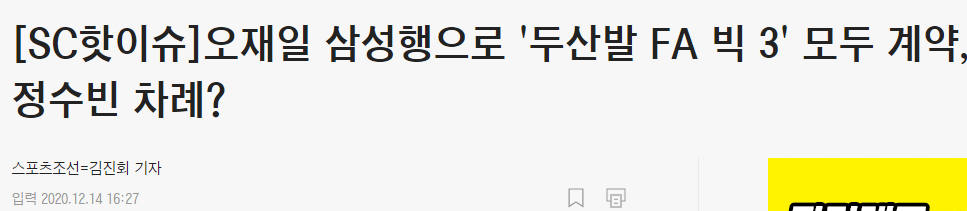 [SC핫이슈]오재일 삼성행으로 '두산발 FA 빅 3' 모두 계약,
정수빈 차례?
스포츠조선=김진회 기자
입력 2020.12.14 16:27